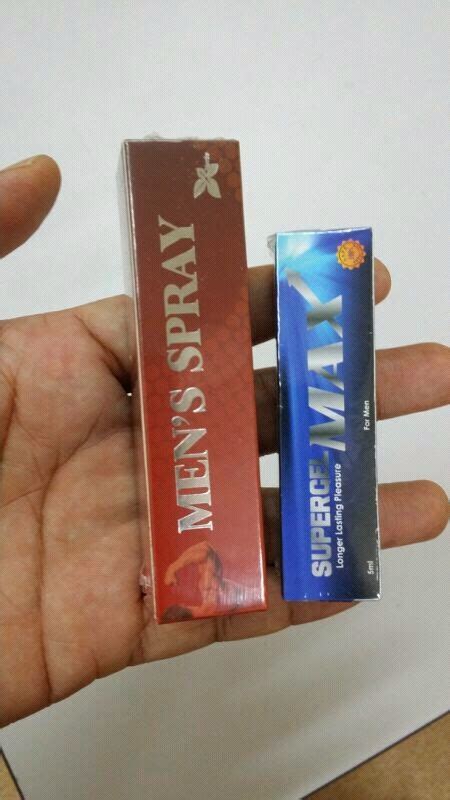 MEN'S SPRAY
SUPERGEL
MAX
Longer Lasting Pleasure
For Men
5ml